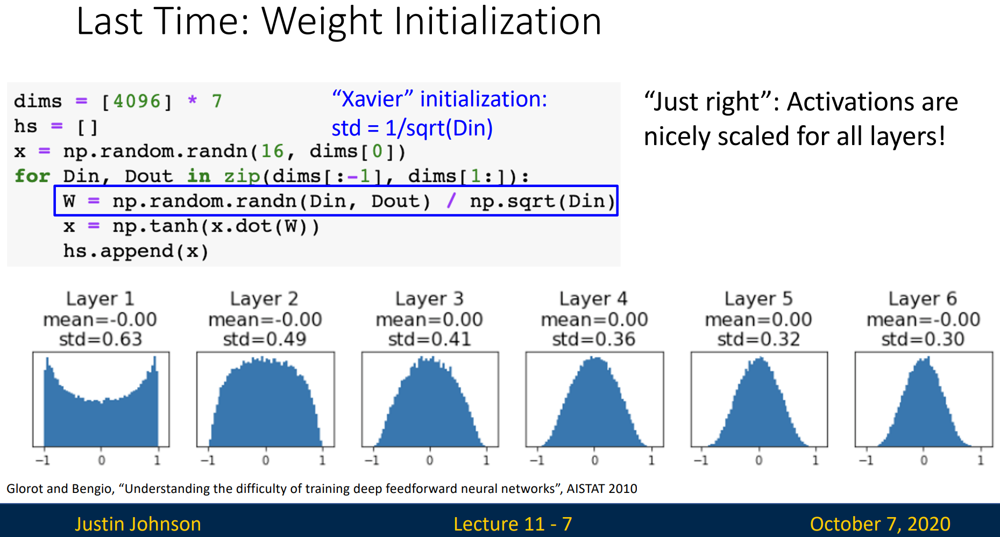 Last Time: Weight Initialization
dims = [4096] * 7
hs = []
x = np.random.randn(16, dims[0])
for Din, Dout in zip(dims[:-1], dims[1:]):
W = np.random.randn(Din, Dout) / np.sqrt(Din)
x = np.tanh(x.dot(W))
hs.append(x)
“Xavier” initialization:
std = 1/sqrt(Din)
“Just right”: Activations are
nicely scaled for all layers!
Layer 1
mean=-0.00
std=0.63
−1 0 1
Layer 2
mean=-0.00
std=0.49
−1 0 1
Layer 3
mean=0.00
std=0.41
−1 0 1
Layer 4
mean=0.00
std=0.36
−1 0 1
Layer 5
mean=0.00
std=0.32
−1 0 1
Layer 6
mean=-0.00
std=0.30
−1 0 1
Glorot and Bengio, “Understanding the difficulty of training deep feedforward neural networks”, AISTAT 2010
Justin Johnson
Lecture 11 - 7
October 7, 2020